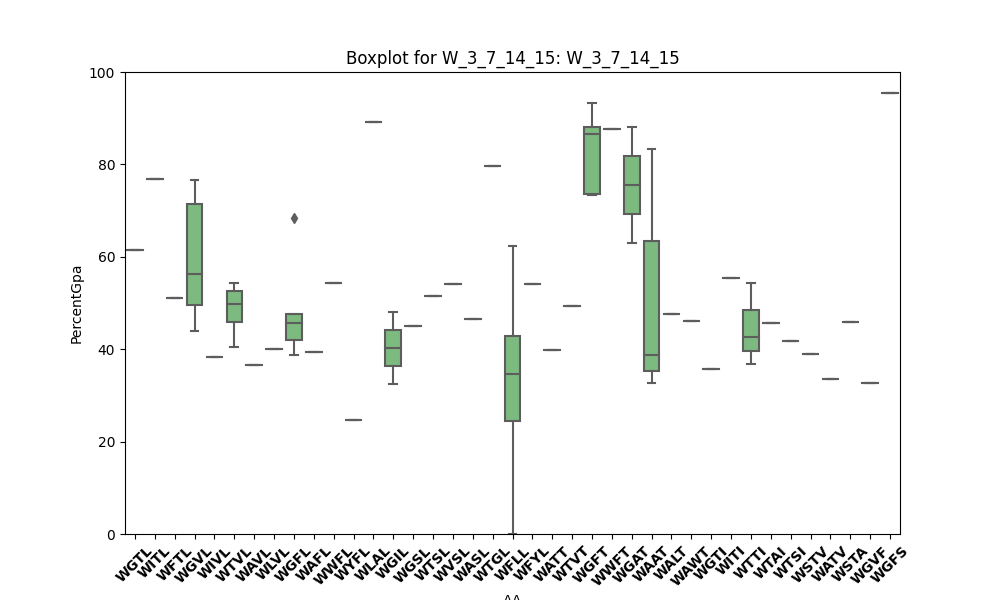 Boxplot for W_3_7_14_15: W_3_7_14_15
PercentGpa
100
80
60
40
20
0
WGTL
WITL
WFTL
WGVL
WIVL
WTVL
WAVL
WLVL
WGFL
WAFL
WWFL
WYFL
WLAL
WGIL
WGSL
WTSL
WVSL
WASL
WTGL
WFLL
WFYL
WATT
WTVT
WGFT
WWFT
WGAT
WAAT
WALT
WAWT
WGTI
WITI
WTTI
WTAI
WTSI
WSTV
WATV
WSTA
WGVF
WGFS